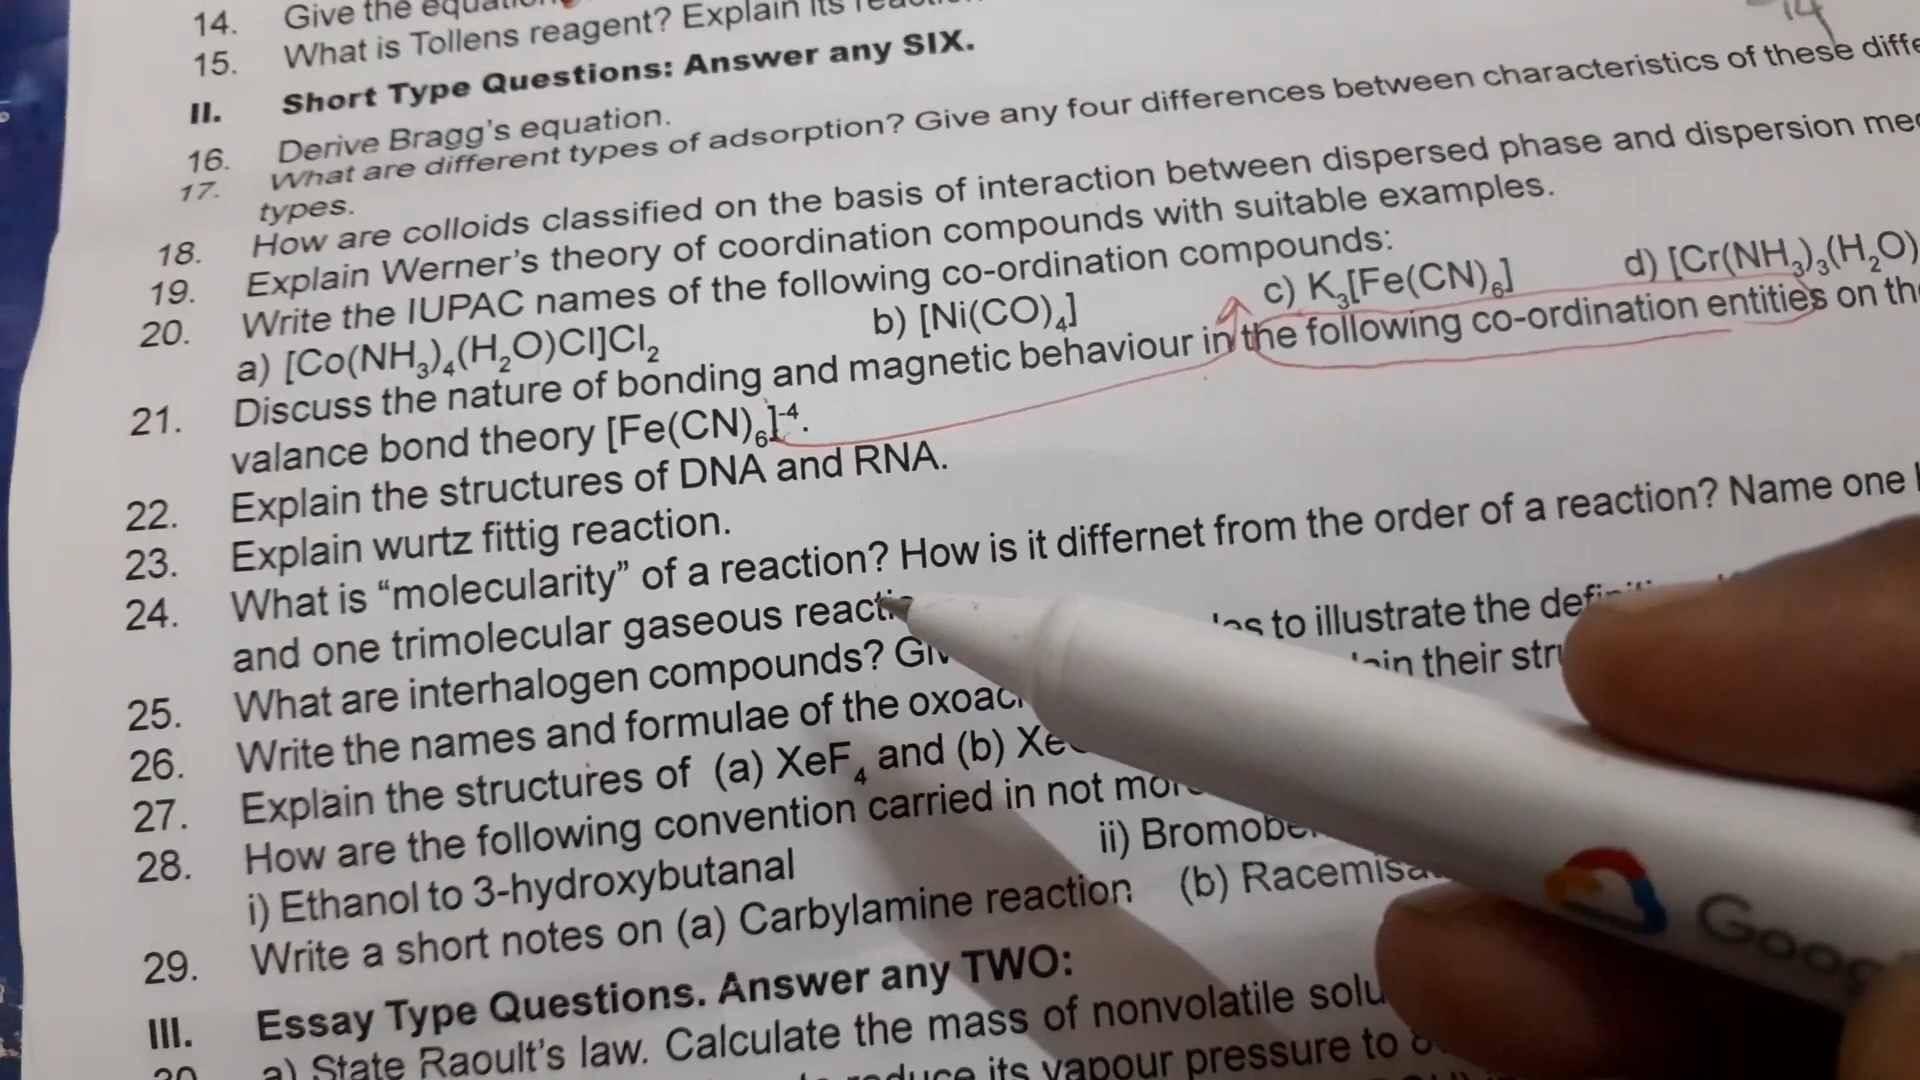 14. Give the
15. What is Tollens reagent? Explain its
II. Short Type Questions: Answer any SIX.
16. Derive Bragg's equation.
17. What are different types of adsorption? Give any four differences between characteristics of these
types.
18. How are colloids classified on the basis of interaction between dispersed phase and dispersion
19. Explain Werner's theory of coordination compounds with suitable examples.
20. Write the IUPAC names of the following co-ordination compounds:
a) [Co(NH₃)₄(H₂O)Cl]Cl₂ b) [Ni(CO)₄] c) K₃[Fe(CN)₆] d) [Cr(NH₃)₃(H₂O)
21. Discuss the nature of bonding and magnetic behaviour in the following co-ordination entities on
valance bond theory [Fe(CN)₆]⁻⁴.
22. Explain the structures of DNA and RNA.
23. Explain wurtz fittig reaction.
24. What is “molecularity” of a reaction? How is it differnet from the order of a reaction? Name one
and one trimolecular gaseous
25. What are interhalogen compounds? to illustrate the
26. Write the names and formulae of the their
27. Explain the structures of (a) XeF₄ and (b)
28. How are the following convention carried in not
i) Ethanol to 3-hydroxybutanal ii)
29. Write a short notes on (a) Carbylamine reaction (b)
III. Essay Type Questions. Answer any TWO:
a) State Raoult's law. Calculate the mass of nonvolatile
its vapour pressure to